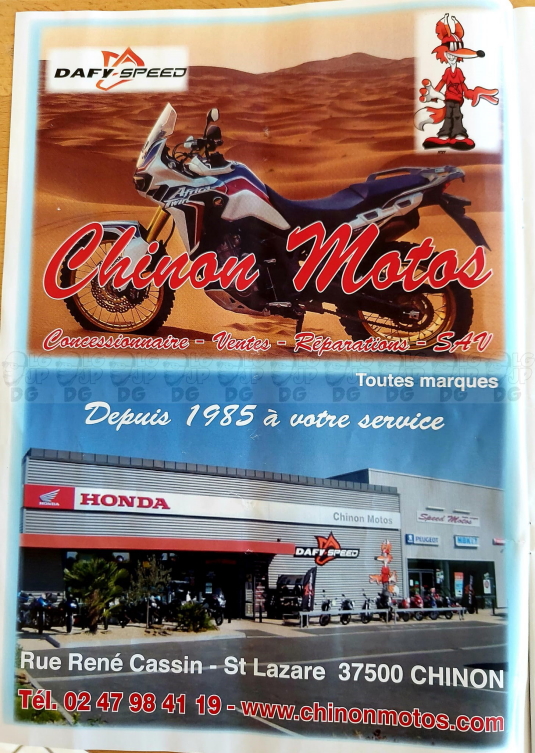 DAFY-SPEED
Africa
Twin
Chinon Motos
Concessionnaire - Ventes - Réparations - SAV
Toutes marques
Depuis 1985 à votre service
HONDA
HONDA
Chinon Motos
Speed Motos
DAFY-SPEED
PEUGEOT
Rue René Cassin - St Lazare 37500 CHINON
Tél. 02 47 98 41 19 - www.chinonmotos.com